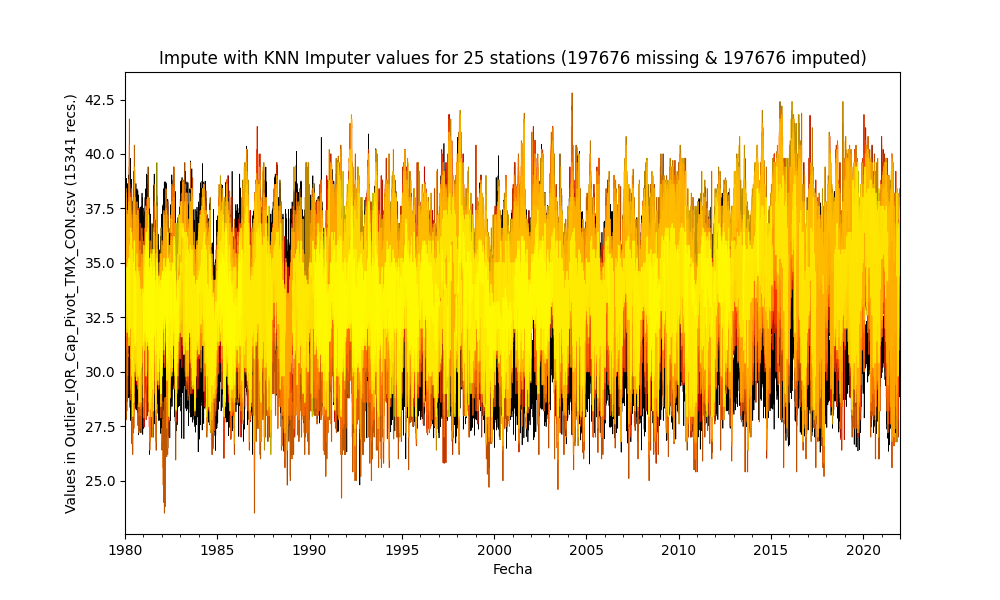 Impute with KNN Imputer values for 25 stations (197676 missing & 197676 imputed)
Values in Outlier_IQR_Cap_Pivot_TMX_CON.csv (15341 recs.)
42.5
40.0
37.5
35.0
32.5
30.0
27.5
25.0
1980 1985 1990 1995 2000 2005 2010 2015 2020
Fecha